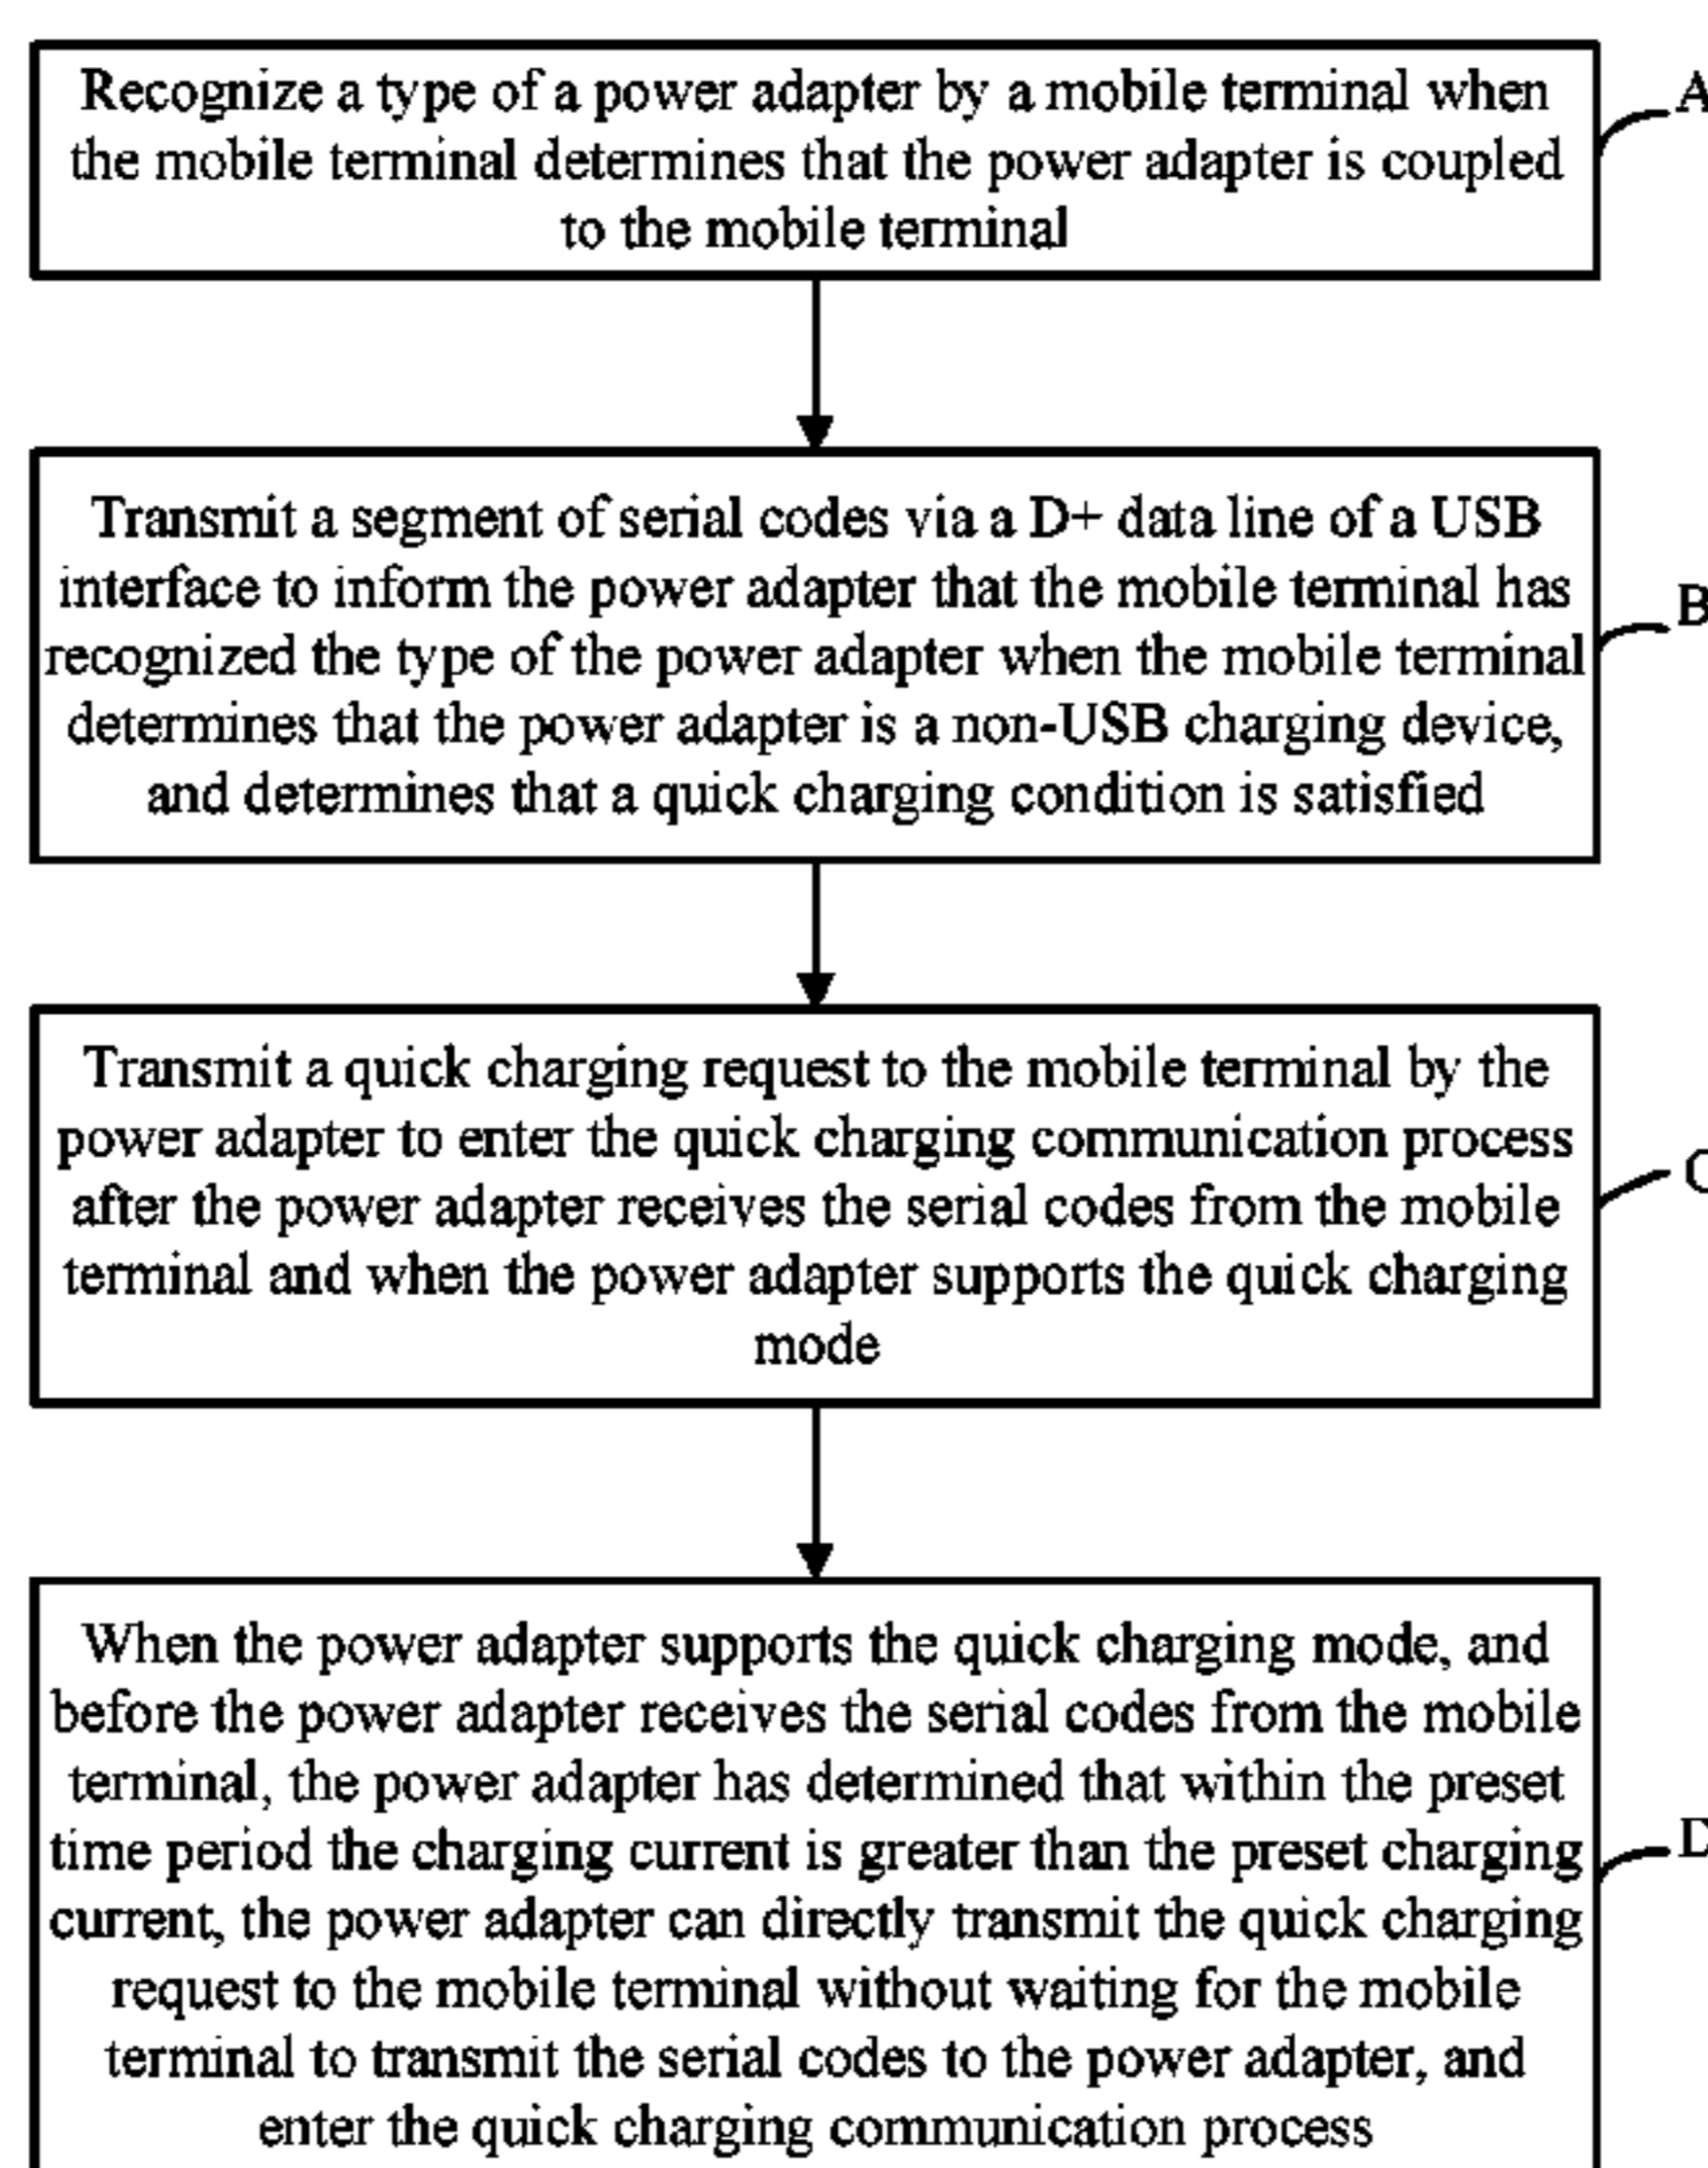 Recognize a type of a power adapter by a mobile terminal when
the mobile terminal determines that the power adapter is coupled
to the mobile terminal
A
Transmit a segment of serial codes via a D+ data line of a USB
interface to inform the power adapter that the mobile terminal has
recognized the type of the power adapter when the mobile terminal
determines that the power adapter is a non-USB charging device,
and determines that a quick charging condition is satisfied
B
Transmit a quick charging request to the mobile terminal by the
power adapter to enter the quick charging communication process
after the power adapter receives the serial codes from the mobile
terminal and when the power adapter supports the quick charging
mode
C
When the power adapter supports the quick charging mode, and
before the power adapter receives the serial codes from the mobile
terminal, the power adapter has determined that within the preset
time period the charging current is greater than the preset charging
current, the power adapter can directly transmit the quick charging
request to the mobile terminal without waiting for the mobile
terminal to transmit the serial codes to the power adapter, and
enter the quick charging communication process
D